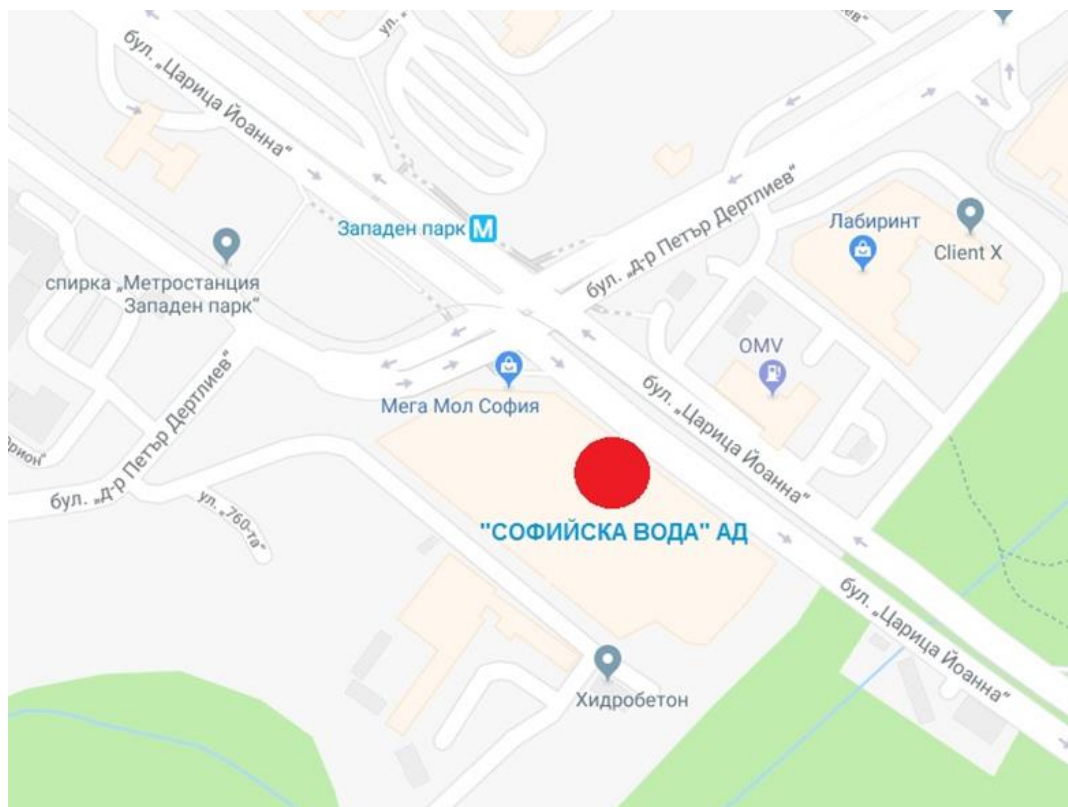 бул. „Царица Йоанна“
Западен парк M
спирка „Метростанция
Западен парк“
бул. „д-р Петър Дертлиев“
Лабиринт
Client X
OMV
Мега Мол София
бул. „Царица Йоанна“
бул. „д-р Петър Дертлиев“
ул. „760-та“
"СОФИЙСКА ВОДА" АД
бул. „Царица Йоанна“
Хидробетон